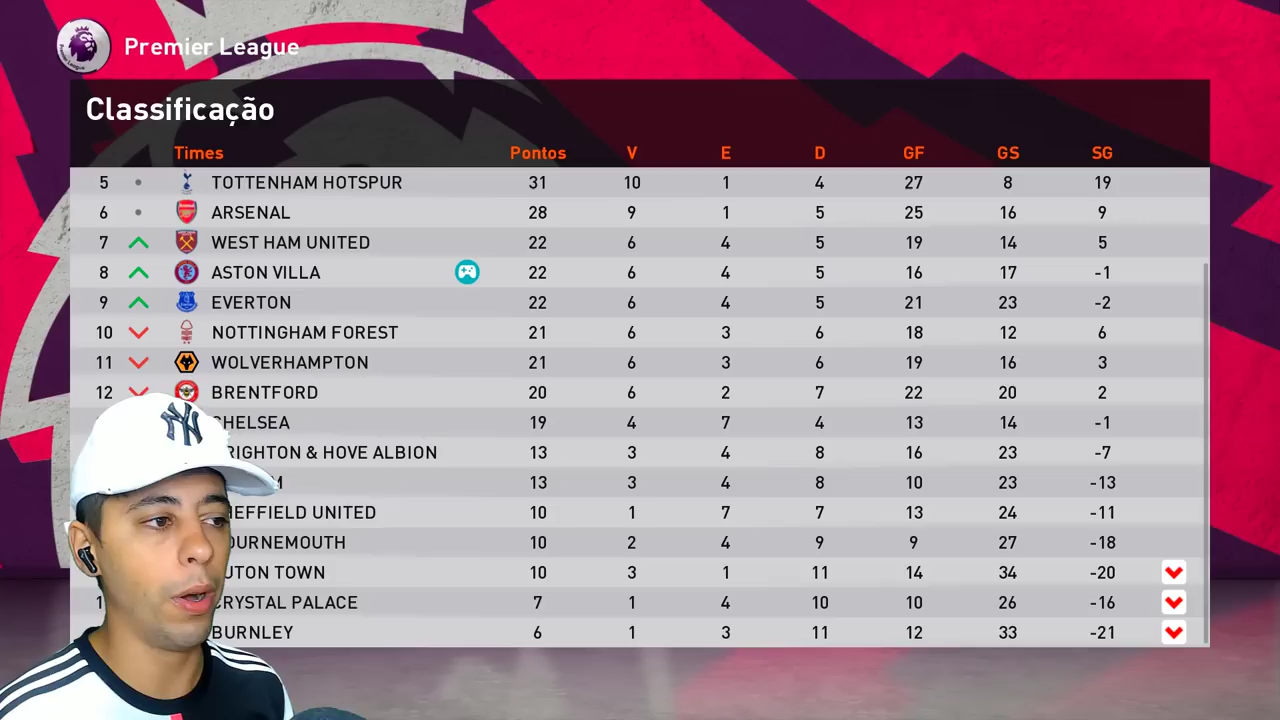 Premier League
Classificação
Times Pontos V E D GF GS SG
5 TOTTENHAM HOTSPUR 31 10 1 4 27 8 19
6 ARSENAL 28 9 1 5 25 16 9
7 WEST HAM UNITED 22 6 4 5 19 14 5
8 ASTON VILLA 22 6 4 5 16 17 -1
9 EVERTON 22 6 4 5 21 23 -2
10 NOTTINGHAM FOREST 21 6 3 6 18 12 6
11 WOLVERHAMPTON 21 6 3 6 19 16 3
12 BRENTFORD 20 6 2 7 22 20 2
HELSEA 19 4 7 4 13 14 -1
RIGHTON & HOVE ALBION 13 3 4 8 16 23 -7
M 13 3 4 8 10 23 -13
HEFFIELD UNITED 10 1 7 7 13 24 -11
OURNEMOUTH 10 2 4 9 9 27 -18
UTON TOWN 10 3 1 11 14 34 -20
1 CRYSTAL PALACE 7 1 4 10 10 26 -16
BURNLEY 6 1 3 11 12 33 -21
NY